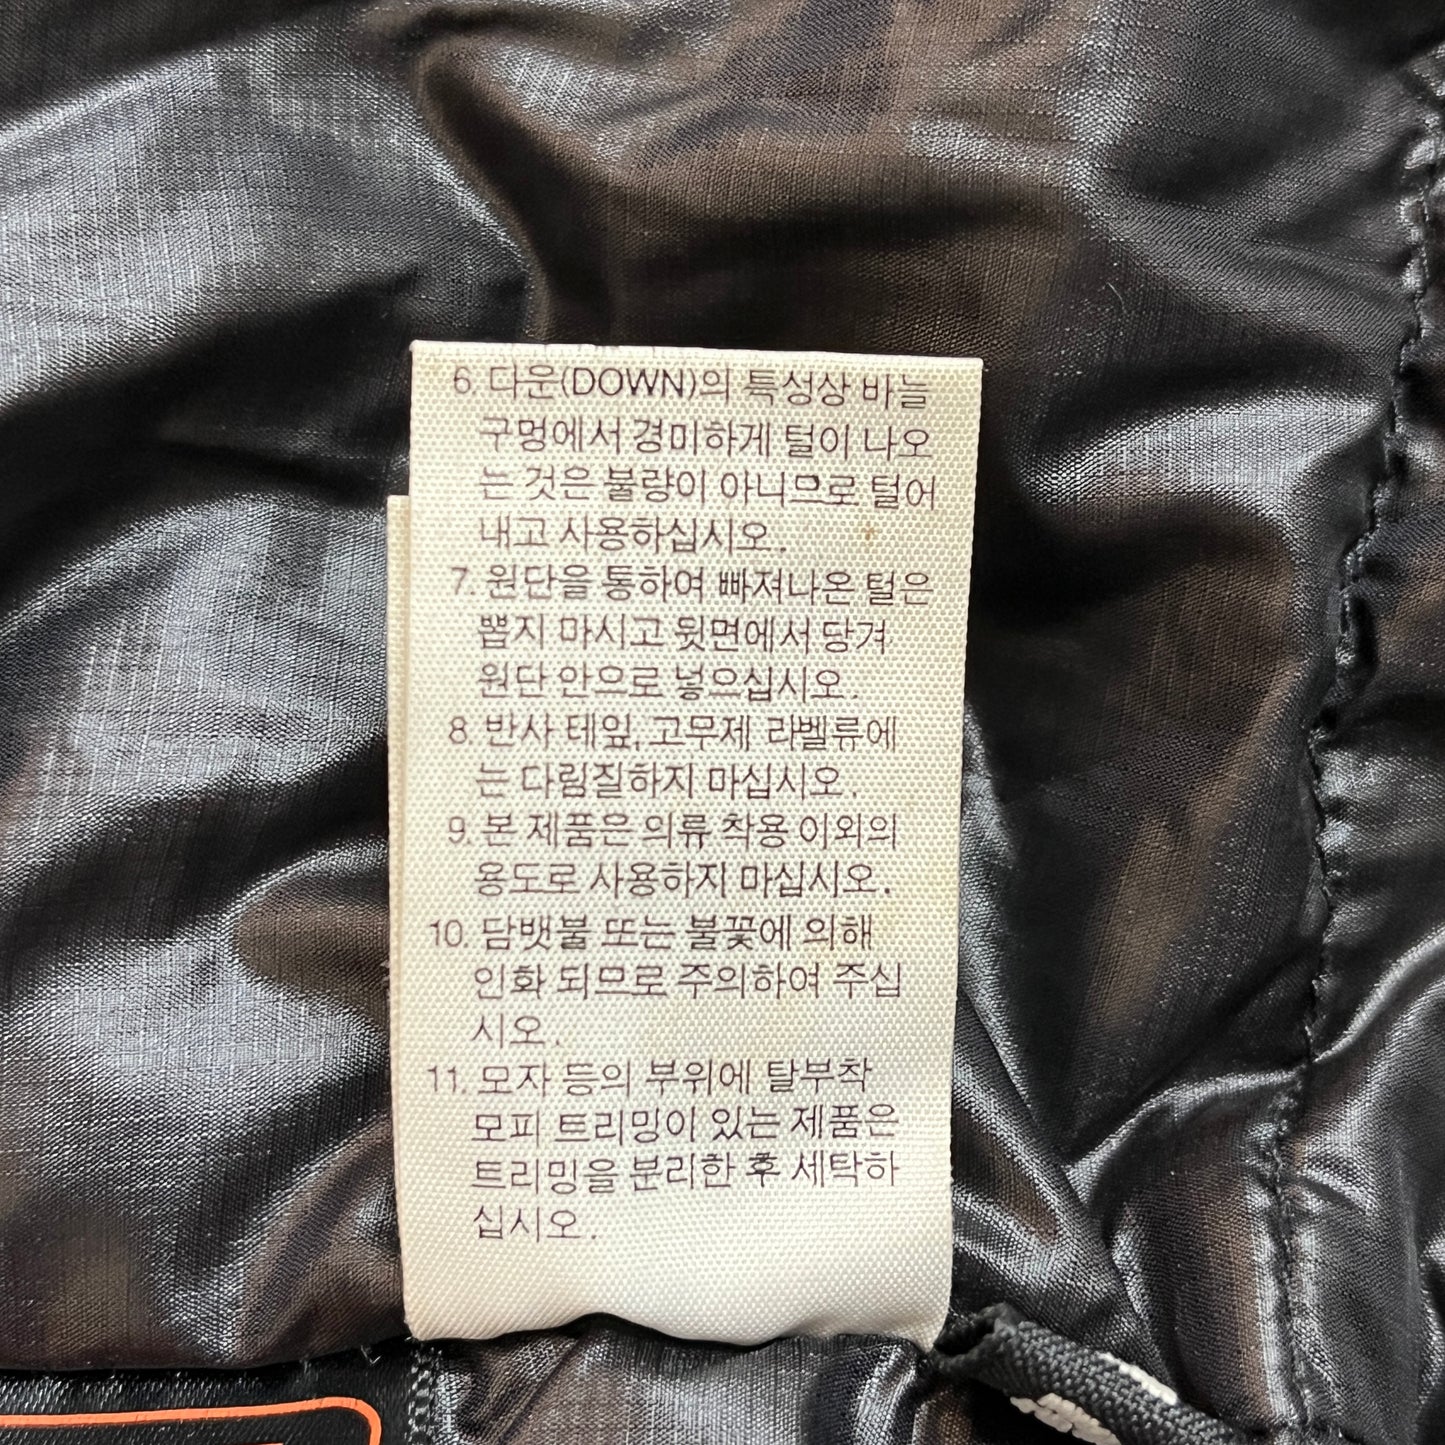 6. 다운(DOWN)의 특성상 바늘
구멍에서 경미하게 털이 나오
는 것은 불량이 아니므로 털어
내고 사용하십시오.
7. 원단을 통하여 빠져나온 털은
뽑지 마시고 뒷면에서 당겨
원단 안으로 넣으십시오.
8. 반사 테잎, 고무제 라벨류에
는 다림질하지 마십시오.
9. 본 제품은 의류 착용 이외의
용도로 사용하지 마십시오.
10. 담뱃불 또는 불꽃에 의해
인화 되므로 주의하여 주십
시오.
11. 모자 등의 부위에 탈부착
모피 트리밍이 있는 제품은
트리밍을 분리한 후 세탁하
십시오.